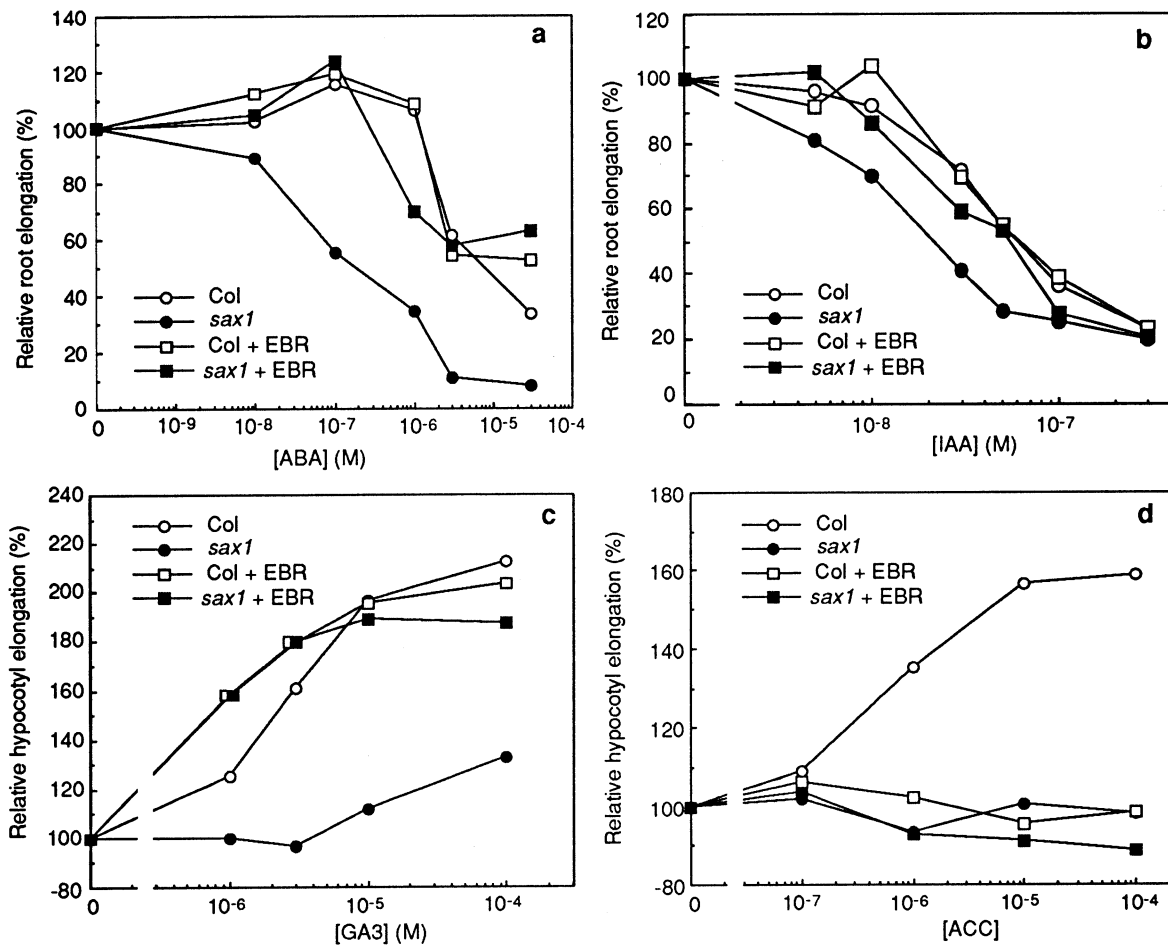 a
Relative root elongation (%)
140
120
100
80
60
40
20
0
Col
sax1
Col + EBR
sax1 + EBR
0 10⁻⁹ 10⁻⁸ 10⁻⁷ 10⁻⁶ 10⁻⁵ 10⁻⁴
[ABA] (M)
b
Relative root elongation (%)
120
100
80
60
40
20
0
Col
sax1
Col + EBR
sax1 + EBR
0 10⁻⁸ 10⁻⁷
[IAA] (M)
c
Relative hypocotyl elongation (%)
240
220
200
180
160
140
120
100
-80
Col
sax1
Col + EBR
sax1 + EBR
0 10⁻⁶ 10⁻⁵ 10⁻⁴
[GA3] (M)
d
Relative hypocotyl elongation (%)
180
160
140
120
100
-80
Col
sax1
Col + EBR
sax1 + EBR
0 10⁻⁷ 10⁻⁶ 10⁻⁵ 10⁻⁴
[ACC]